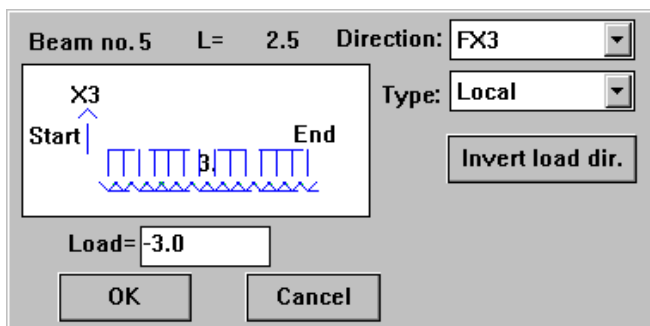 Beam no. 5 L= 2.5 Direction: FX3
Type: Local
X3
Start End
3.
Invert load dir.
Load= -3.0
OK Cancel